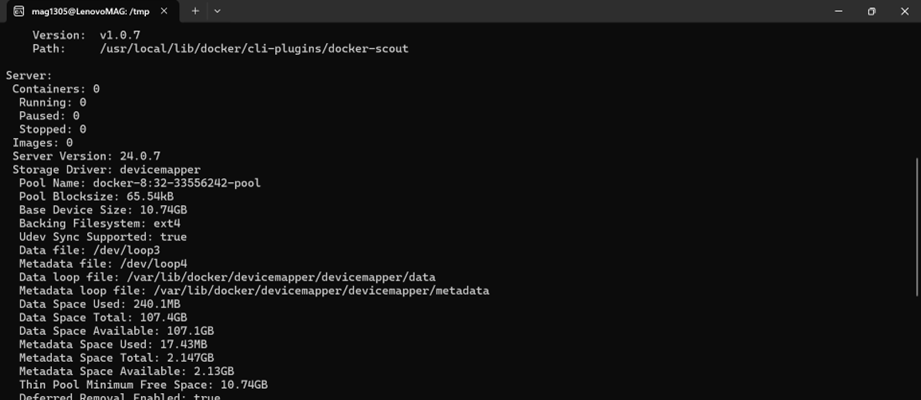 mag1305@LenovoMAG: /tmp
Version: v1.0.7
Path: /usr/local/lib/docker/cli-plugins/docker-scout
Server:
Containers: 0
Running: 0
Paused: 0
Stopped: 0
Images: 0
Server Version: 24.0.7
Storage Driver: devicemapper
Pool Name: docker-8:32-33556242-pool
Pool Blocksize: 65.54kB
Base Device Size: 10.74GB
Backing Filesystem: ext4
Udev Sync Supported: true
Data file: /dev/loop3
Metadata file: /dev/loop4
Data loop file: /var/lib/docker/devicemapper/devicemapper/data
Metadata loop file: /var/lib/docker/devicemapper/devicemapper/metadata
Data Space Used: 240.1MB
Data Space Total: 107.4GB
Data Space Available: 107.1GB
Metadata Space Used: 17.43MB
Metadata Space Total: 2.147GB
Metadata Space Available: 2.13GB
Thin Pool Minimum Free Space: 10.74GB
Deferred Removal Enabled: true